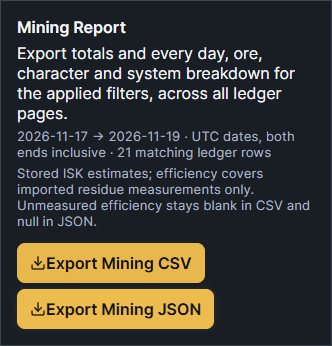 Mining Report
Export totals and every day, ore,
character and system breakdown for
the applied filters, across all ledger
pages.
2026-11-17 → 2026-11-19 · UTC dates, both
ends inclusive · 21 matching ledger rows
Stored ISK estimates; efficiency covers
imported residue measurements only.
Unmeasured efficiency stays blank in CSV and
null in JSON.
Export Mining CSV
Export Mining JSON